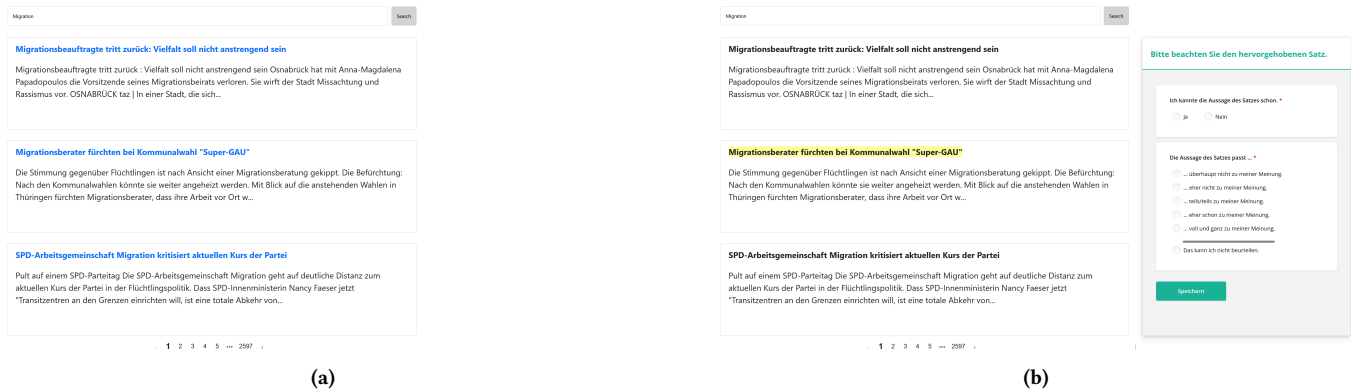 Migration
Search
Migrationsbeauftragte tritt zurück: Vielfalt soll nicht anstrengend sein
Migrationsbeauftragte tritt zurück : Vielfalt soll nicht anstrengend sein Osnabrück hat mit Anna-Magdalena
Papadopoulos die Vorsitzende seines Migrationsbeirats verloren. Sie wirft der Stadt Missachtung und
Rassismus vor. OSNABRÜCK taz | In einer Stadt, die sich...
Migrationsberater fürchten bei Kommunalwahl "Super-GAU"
Die Stimmung gegenüber Flüchtlingen ist nach Ansicht einer Migrationsberatung gekippt. Die Befürchtung:
Nach den Kommunalwahlen könnte sie weiter angeheizt werden. Mit Blick auf die anstehenden Wahlen in
Thüringen fürchten Migrationsberater, dass ihre Arbeit vor Ort w...
SPD-Arbeitsgemeinschaft Migration kritisiert aktuellen Kurs der Partei
Pult auf einem SPD-Parteitag Die SPD-Arbeitsgemeinschaft Migration geht auf deutliche Distanz zum
aktuellen Kurs der Partei in der Flüchtlingspolitik. Dass SPD-Innenministerin Nancy Faeser jetzt
"Transitzentren an den Grenzen einrichten will, ist eine totale Abkehr von...
‹ 1 2 3 4 5 ••• 2597 ›
(a)
Migration
Search
Migrationsbeauftragte tritt zurück: Vielfalt soll nicht anstrengend sein
Migrationsbeauftragte tritt zurück : Vielfalt soll nicht anstrengend sein Osnabrück hat mit Anna-Magdalena
Papadopoulos die Vorsitzende seines Migrationsbeirats verloren. Sie wirft der Stadt Missachtung und
Rassismus vor. OSNABRÜCK taz | In einer Stadt, die sich...
Migrationsberater fürchten bei Kommunalwahl "Super-GAU"
Die Stimmung gegenüber Flüchtlingen ist nach Ansicht einer Migrationsberatung gekippt. Die Befürchtung:
Nach den Kommunalwahlen könnte sie weiter angeheizt werden. Mit Blick auf die anstehenden Wahlen in
Thüringen fürchten Migrationsberater, dass ihre Arbeit vor Ort w...
SPD-Arbeitsgemeinschaft Migration kritisiert aktuellen Kurs der Partei
Pult auf einem SPD-Parteitag Die SPD-Arbeitsgemeinschaft Migration geht auf deutliche Distanz zum
aktuellen Kurs der Partei in der Flüchtlingspolitik. Dass SPD-Innenministerin Nancy Faeser jetzt
"Transitzentren an den Grenzen einrichten will, ist eine totale Abkehr von...
‹ 1 2 3 4 5 ••• 2597 ›
Bitte beachten Sie den hervorgehobenen Satz.
Ich kannte die Aussage des Satzes schon. *
Ja Nein
Die Aussage des Satzes passt ... *
... überhaupt nicht zu meiner Meinung.
... eher nicht zu meiner Meinung.
... teils/teils zu meiner Meinung.
... eher schon zu meiner Meinung.
... voll und ganz zu meiner Meinung.
Das kann ich nicht beurteilen.
Speichern
(b)